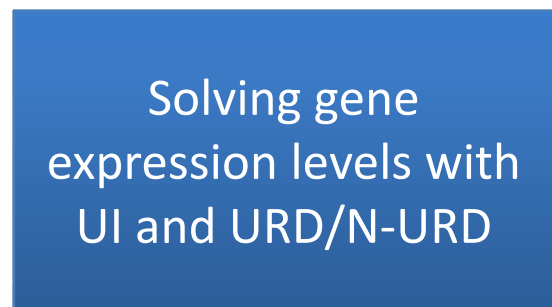 Solving gene
expression levels with
UI and URD/N-URD